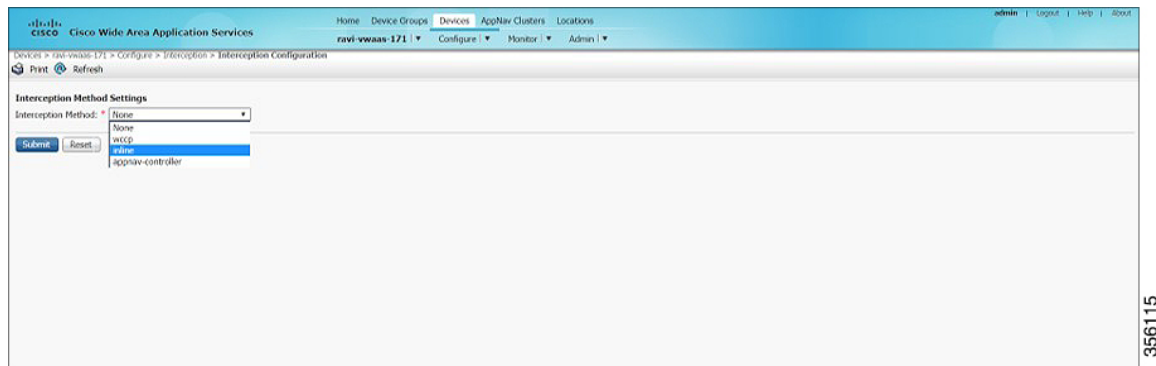 admin | Logout | Help | About
cisco Cisco Wide Area Application Services
Home Device Groups Devices AppNav Clusters Locations
ravi-vwaas-171 Configure Monitor Admin
Devices > ravi-vwaas-171 > Configure > Interception > Interception Configuration
Print Refresh
Interception Method Settings
Interception Method: * None
None
wccp
inline
appnav-controller
Submit Reset
356115